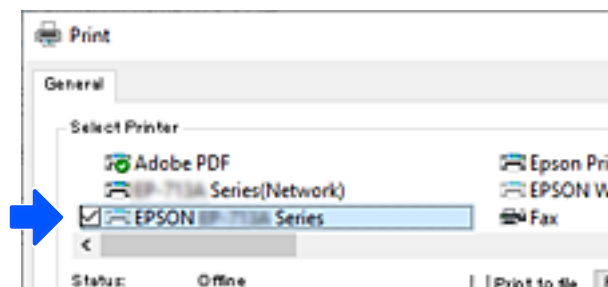 Print
General
Select Printer
Adobe PDF
Epson Pri
Series(Network)
EPSON W
EPSON Series
Fax
Status: Offline
Print to file